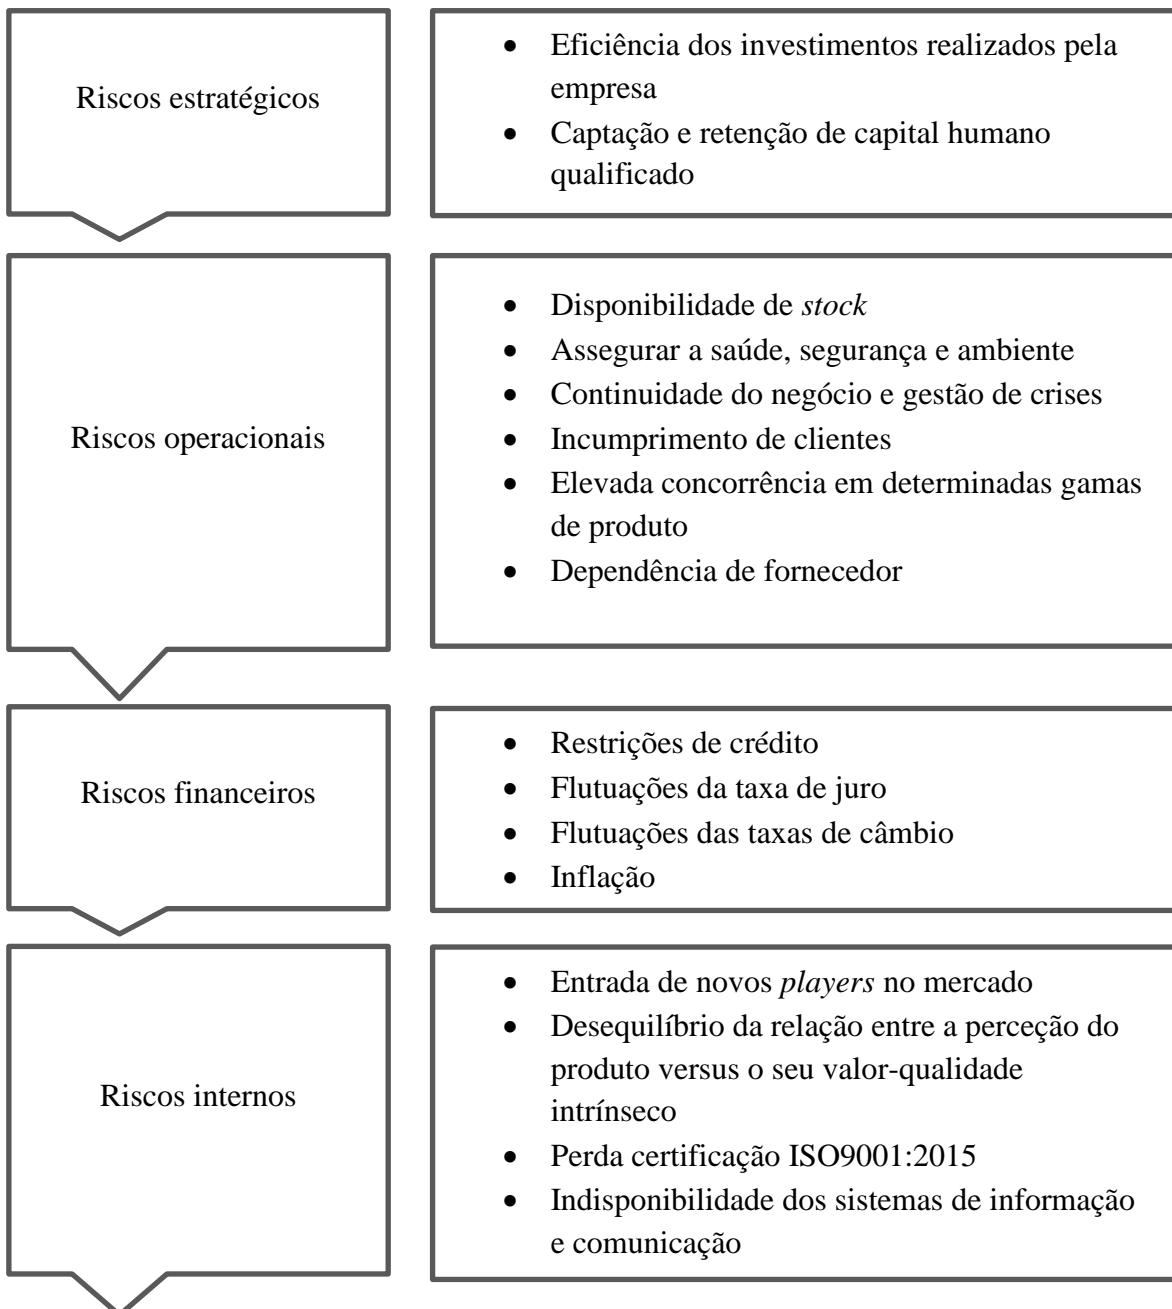 Riscos estratégicos
• Eficiência dos investimentos realizados pela
empresa
• Captação e retenção de capital humano
qualificado
Riscos operacionais
• Disponibilidade de stock
• Assegurar a saúde, segurança e ambiente
• Continuidade do negócio e gestão de crises
• Incumprimento de clientes
• Elevada concorrência em determinadas gamas
de produto
• Dependência de fornecedor
Riscos financeiros
• Restrições de crédito
• Flutuações da taxa de juro
• Flutuações das taxas de câmbio
• Inflação
Riscos internos
• Entrada de novos players no mercado
• Desequilíbrio da relação entre a perceção do
produto versus o seu valor-qualidade
intrínseco
• Perda certificação ISO9001:2015
• Indisponibilidade dos sistemas de informação
e comunicação